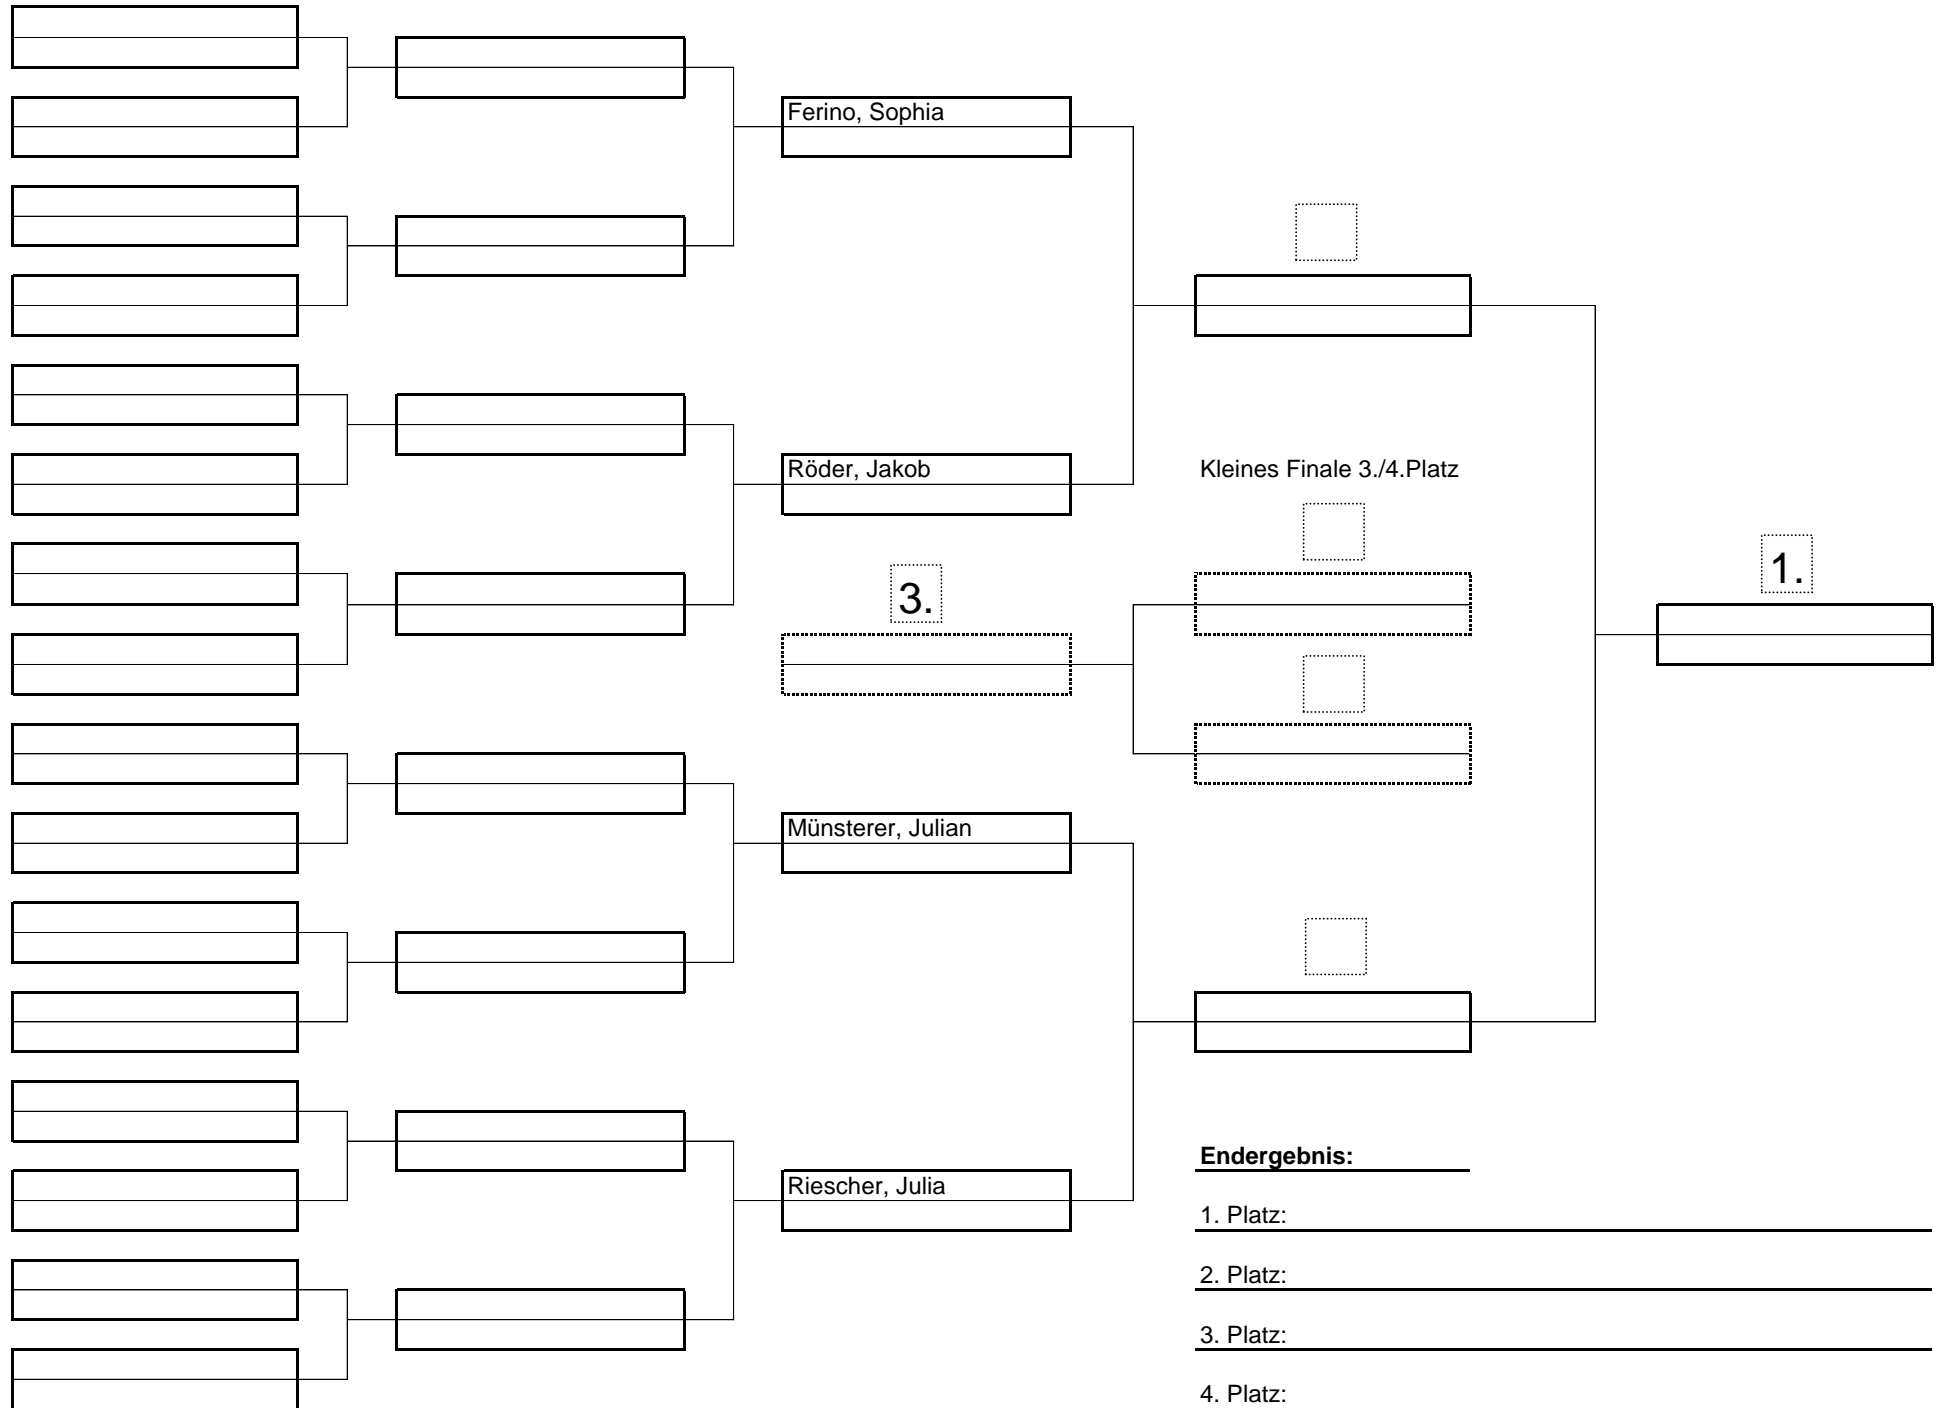 Ferino, Sophia
Röder, Jakob
Kleines Finale 3./4.Platz
1.
3.
Münsterer, Julian
Riescher, Julia
Endergebnis:
1. Platz:
2. Platz:
3. Platz:
4. Platz: